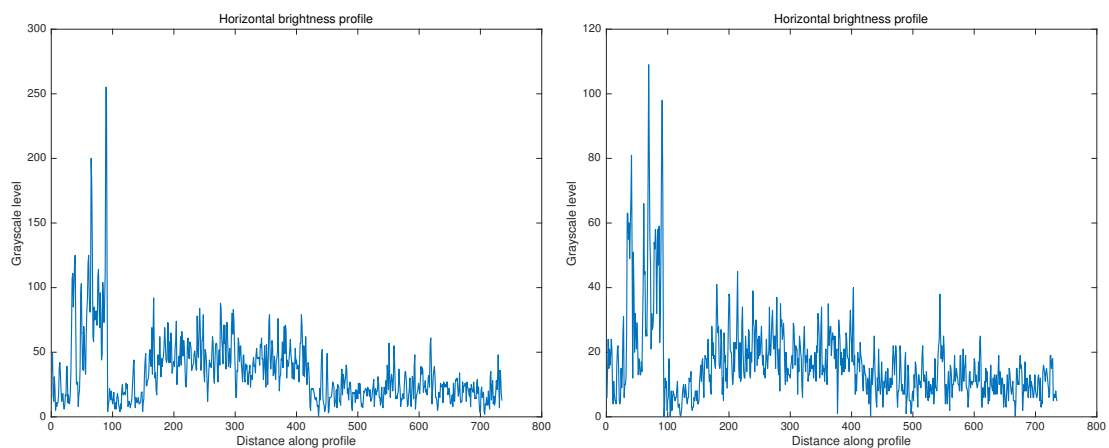 Horizontal brightness profile
300
250
200
150
100
50
0
Grayscale level
0 100 200 300 400 500 600 700 800
Distance along profile
Horizontal brightness profile
120
100
80
60
40
20
0
Grayscale level
0 100 200 300 400 500 600 700 800
Distance along profile